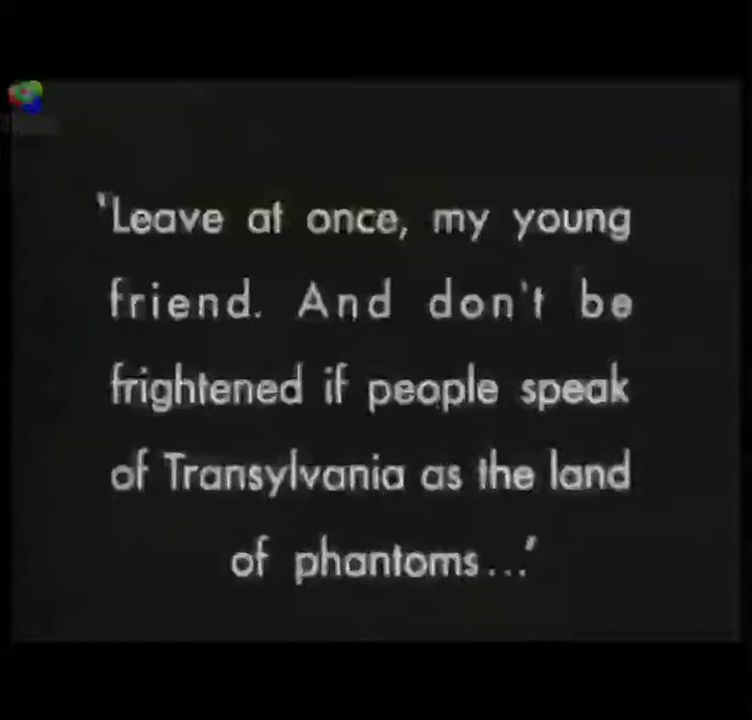 "Leave at once, my young
friend. And don't be
frightened if people speak
of Transylvania as the land
of phantoms...'